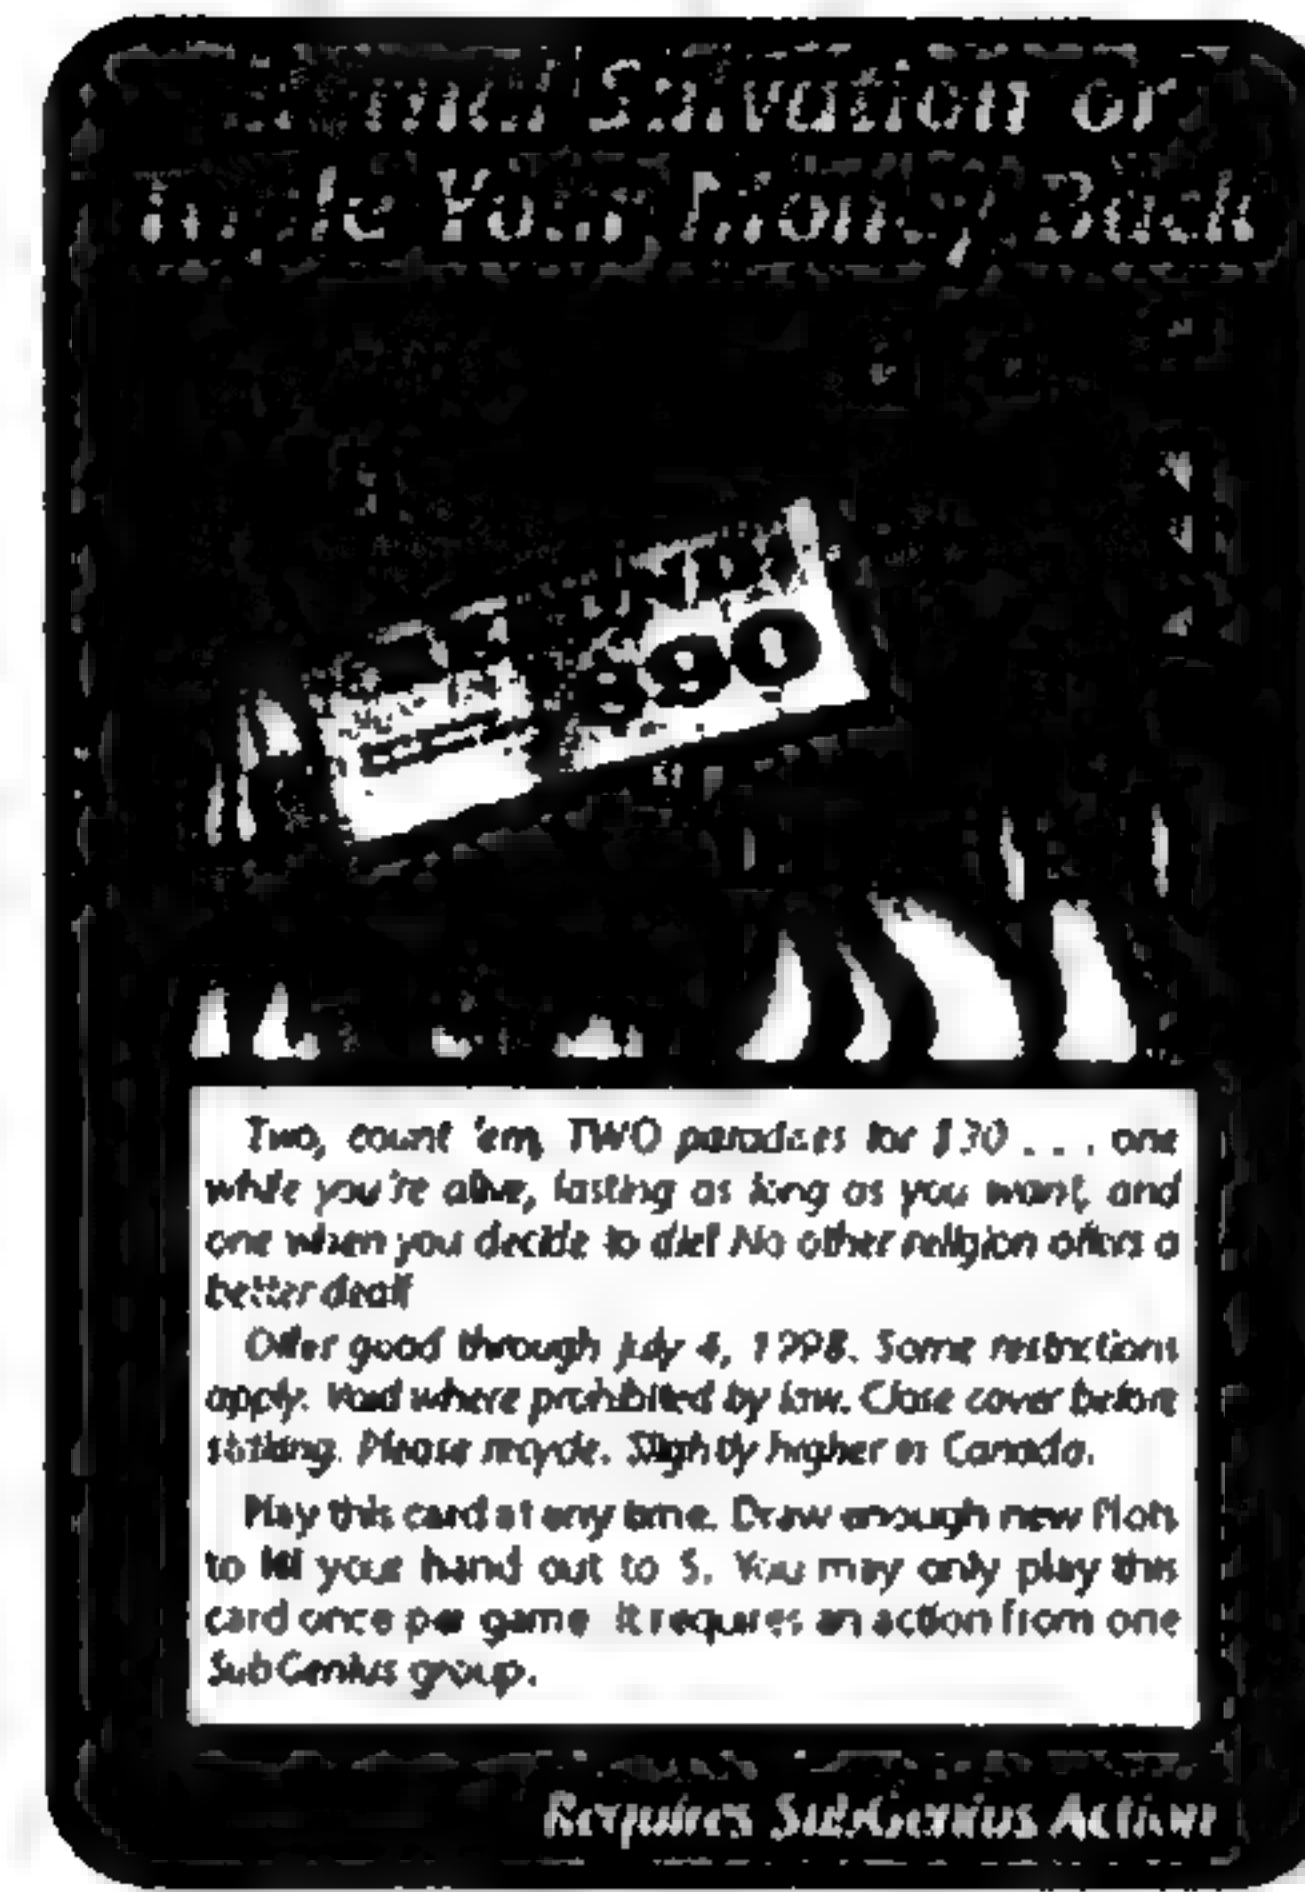 Eternal Salvation or
Triple Your Money Back
890
Two, count 'em, TWO paradises for $30 . . . one
while you're alive, lasting as long as you want, and
one when you decide to die! No other religion offers a
better deal!
Offer good through July 4, 1998. Some restrictions
apply. Void where prohibited by law. Close cover before
striking. Please recycle. Slightly higher in Canada.
Play this card at any time. Draw enough new Plots
to fill your hand out to 5. You may only play this
card once per game. It requires an action from one
SubGenius group.
Requires SubGenius Action